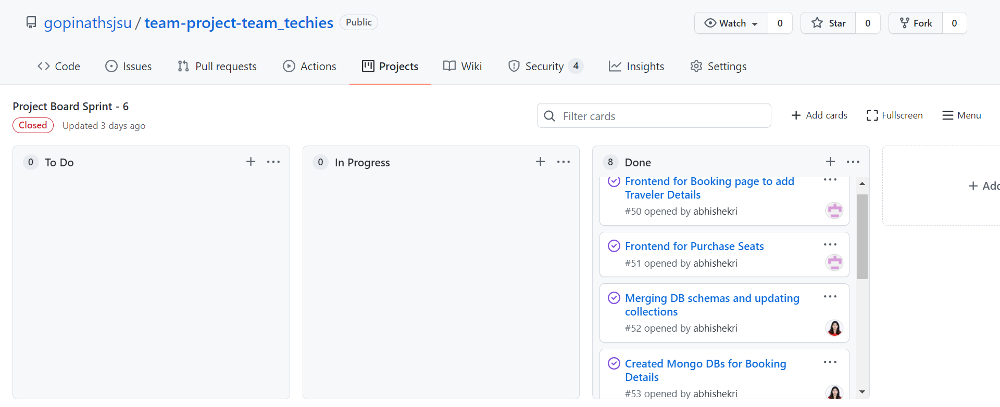 gopinathsjsu / team-project-team_techies Public
Watch 0 Star 0 Fork 0
Code Issues Pull requests Actions Projects Wiki Security 4 Insights Settings
Project Board Sprint - 6
Closed Updated 3 days ago
Filter cards
Add cards Fullscreen Menu
0 To Do
0 In Progress
8 Done
Frontend for Booking page to add
Traveler Details
#50 opened by abhishekri
Frontend for Purchase Seats
#51 opened by abhishekri
Merging DB schemas and updating
collections
#52 opened by abhishekri
Created Mongo DBs for Booking
Details
#53 opened by abhishekri
+ Add